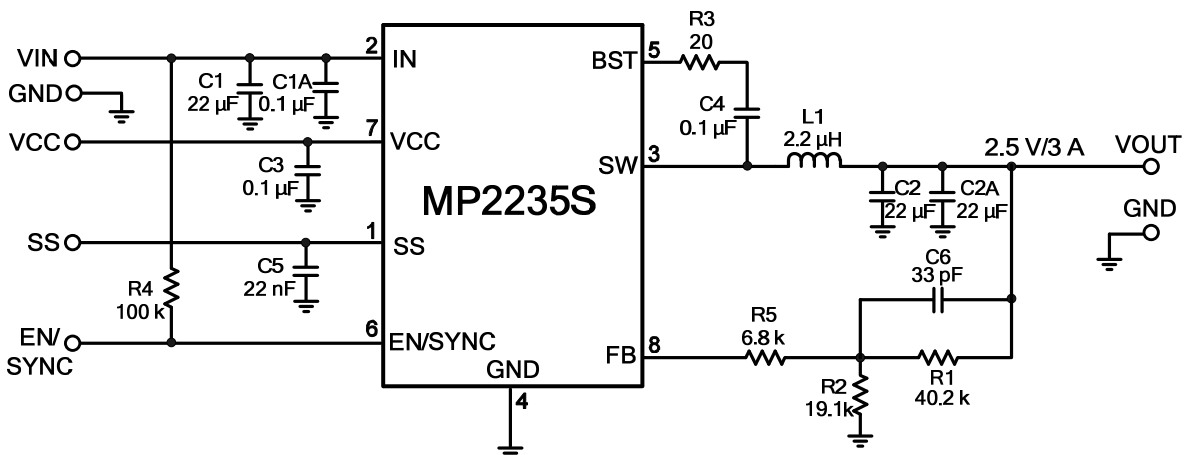 VIN
GND
VCC
SS
EN/
SYNC
R4
100 k
C1
22 µF
C1A
0.1 µF
C3
0.1 µF
C5
22 nF
2
7
1
6
IN
VCC
SS
EN/SYNC
MP2235S
GND
4
BST
SW
FB
5
3
8
R3
20
C4
0.1 µF
L1
2.2 µH
2.5 V/3 A
VOUT
GND
C2
22 µF
C2A
22 µF
C6
33 pF
R5
6.8 k
R2
19.1k
R1
40.2 k